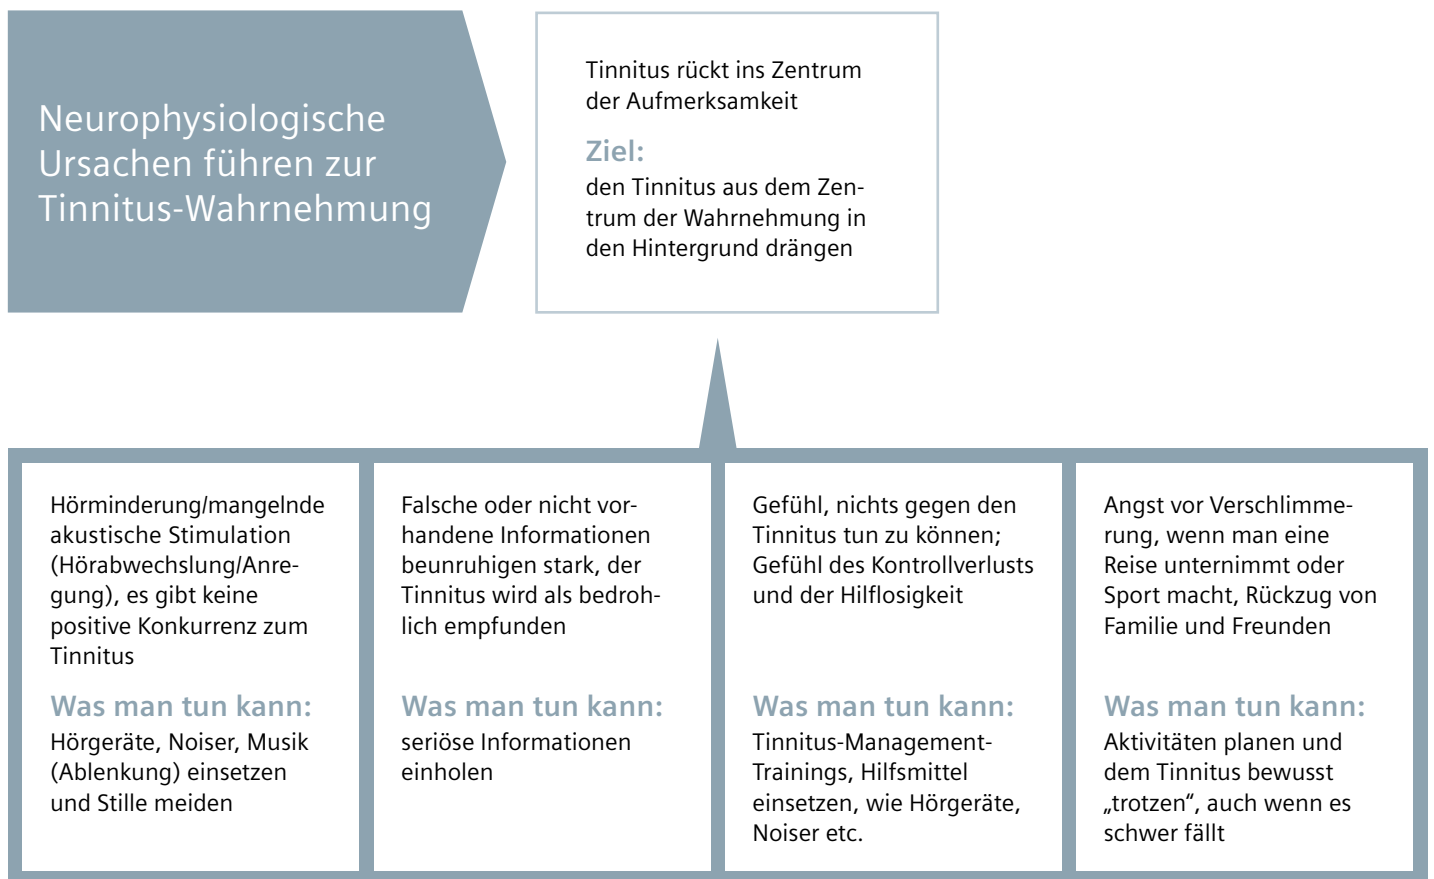 Neurophysiologische
Ursachen führen zur
Tinnitus-Wahrnehmung
Tinnitus rückt ins Zentrum
der Aufmerksamkeit
Ziel:
den Tinnitus aus dem Zen-
trum der Wahrnehmung in
den Hintergrund drängen
Hörminderung/mangelnde
akustische Stimulation
(Hörabwechslung/Anre-
gung), es gibt keine
positive Konkurrenz zum
Tinnitus
Was man tun kann:
Hörgeräte, Noiser, Musik
(Ablenkung) einsetzen
und Stille meiden
Falsche oder nicht vor-
handene Informationen
beunruhigen stark, der
Tinnitus wird als bedroh-
lich empfunden
Was man tun kann:
seriöse Informationen
einholen
Gefühl, nichts gegen den
Tinnitus tun zu können;
Gefühl des Kontrollverlusts
und der Hilflosigkeit
Was man tun kann:
Tinnitus-Management-
Trainings, Hilfsmittel
einsetzen, wie Hörgeräte,
Noiser etc.
Angst vor Verschlimme-
rung, wenn man eine
Reise unternimmt oder
Sport macht, Rückzug von
Familie und Freunden
Was man tun kann:
Aktivitäten planen und
dem Tinnitus bewusst
„trotzen“, auch wenn es
schwer fällt